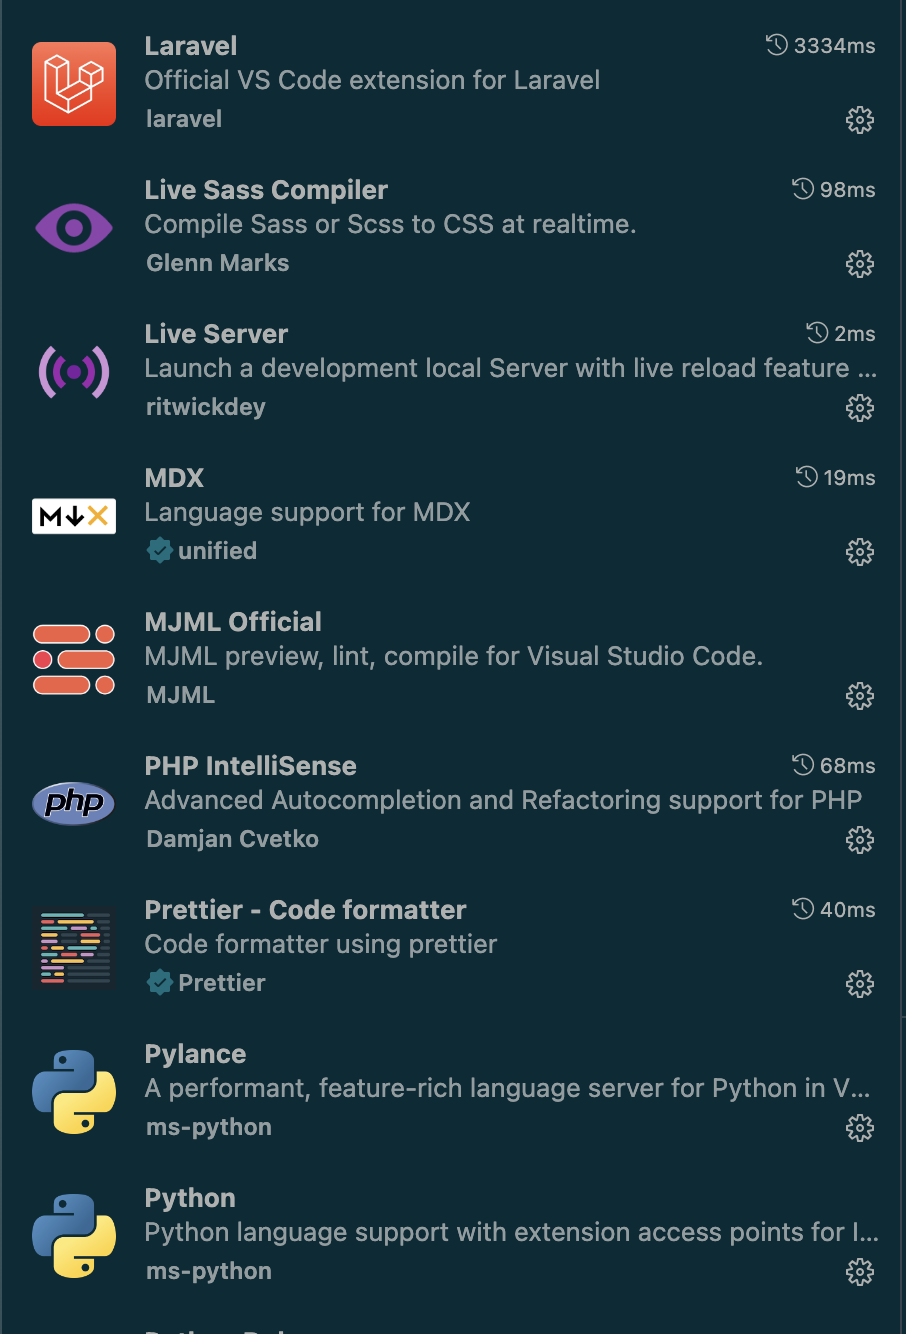 Laravel
3334ms
Official VS Code extension for Laravel
laravel
Live Sass Compiler
98ms
Compile Sass or Scss to CSS at realtime.
Glenn Marks
Live Server
2ms
Launch a development local Server with live reload feature ...
ritwickdey
MDX
19ms
M↓X
Language support for MDX
unified
MJML Official
MJML preview, lint, compile for Visual Studio Code.
MJML
PHP IntelliSense
68ms
php
Advanced Autocompletion and Refactoring support for PHP
Damjan Cvetko
Prettier - Code formatter
40ms
Code formatter using prettier
Prettier
Pylance
A performant, feature-rich language server for Python in V...
ms-python
Python
Python language support with extension access points for I...
ms-python